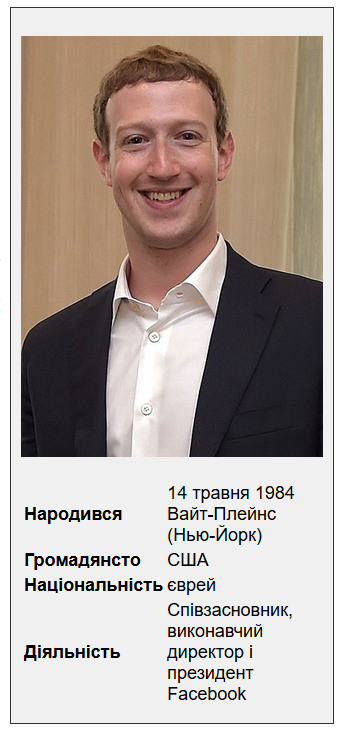 Народився 14 травня 1984
Вайт-Плейнс
(Нью-Йорк)
Громадянсто США
Національність єврей
Діяльність Співзасновник,
виконавчий
директор і
президент
Facebook